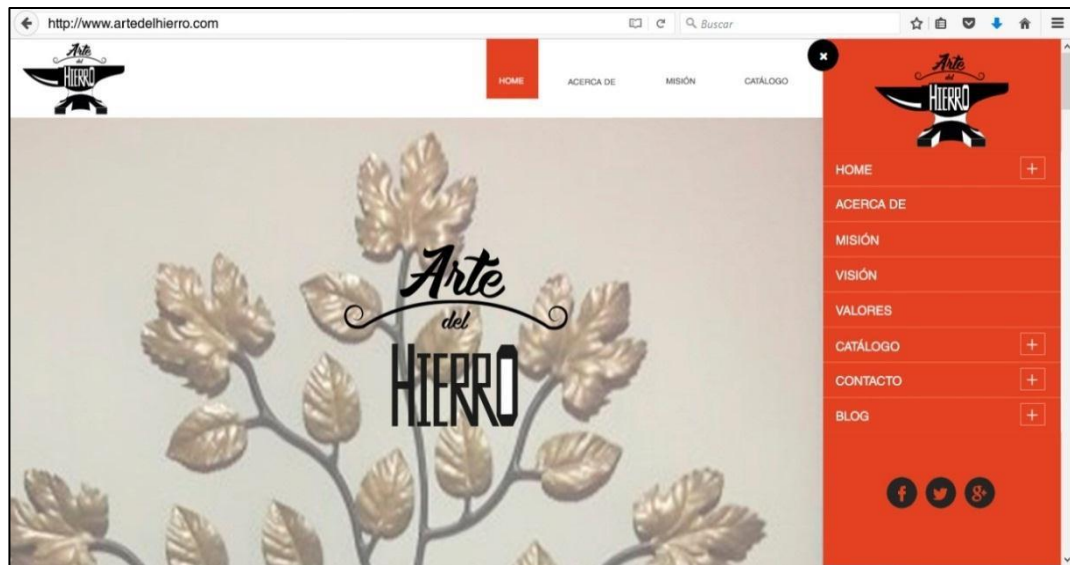 http://www.artedelhierro.com
Buscar
Arte
del
HIERRO
HOME
ACERCA DE
MISIÓN
CATÁLOGO
Arte
del
HIERRO
HOME
ACERCA DE
MISIÓN
VISIÓN
VALORES
CATÁLOGO
CONTACTO
BLOG
Arte
del
HIERRO